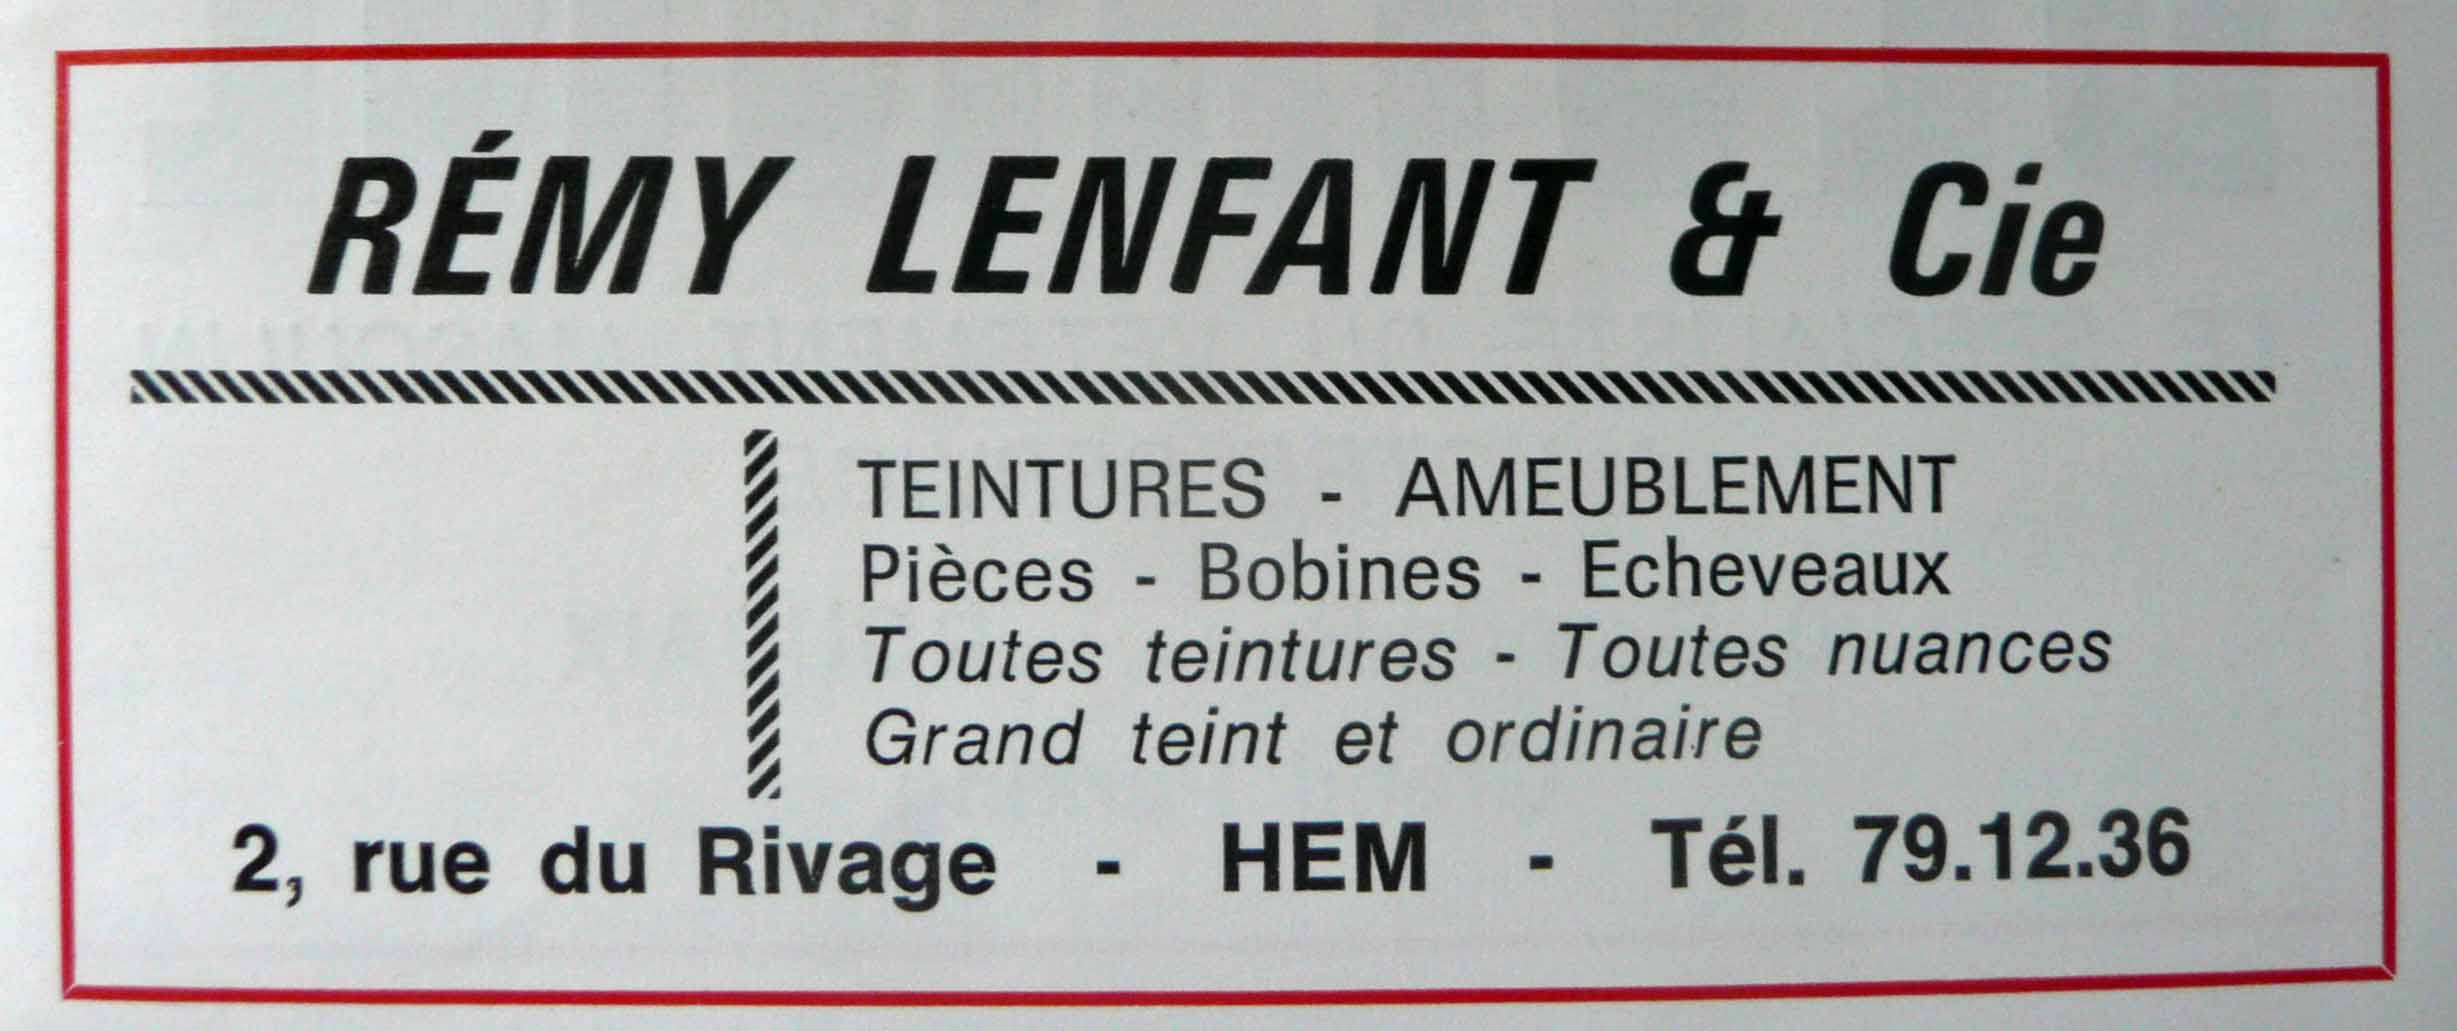 RÉMY LENFANT & Cie
TEINTURES - AMEUBLEMENT
Pièces - Bobines - Echeveaux
Toutes teintures - Toutes nuances
Grand teint et ordinaire
2, rue du Rivage - HEM - Tél. 79.12.36